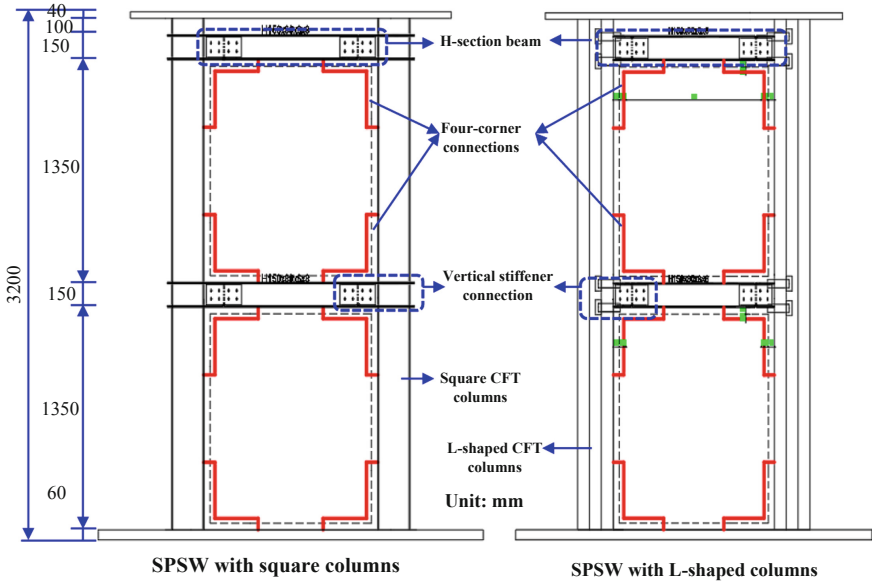 40
100
150
1350
3200
150
1350
60
H-section beam
Four-corner
connections
Vertical stiffener
connection
Square CFT
columns
L-shaped CFT
columns
Unit: mm
SPSW with square columns
SPSW with L-shaped columns